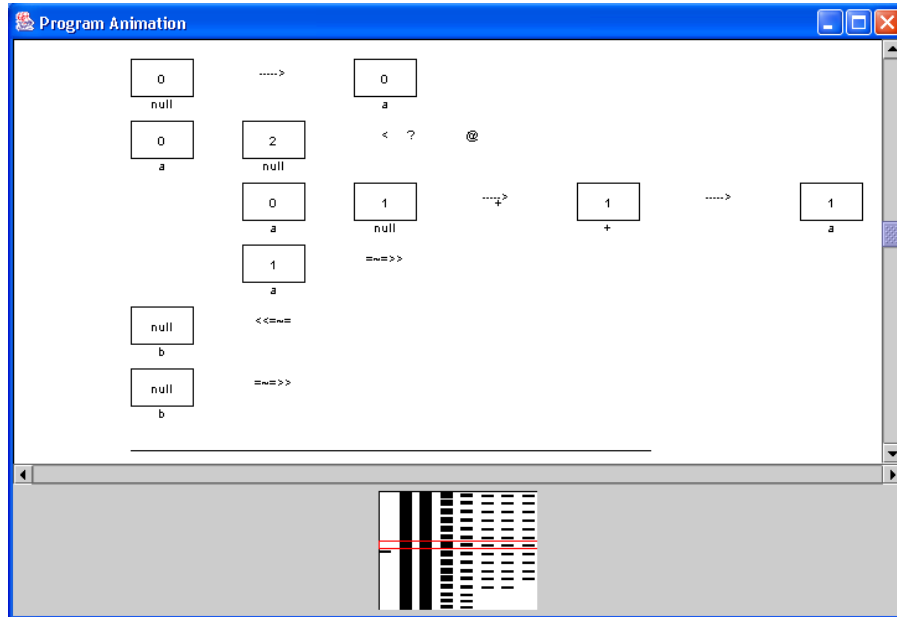 Program Animation
0 -----> 0
null a
0 2 < ? @
a null
0 1 -----> 1 -----> 1
+
a null + a
1 =~=>>
a
null <<=~=
b
null =~=>>
b